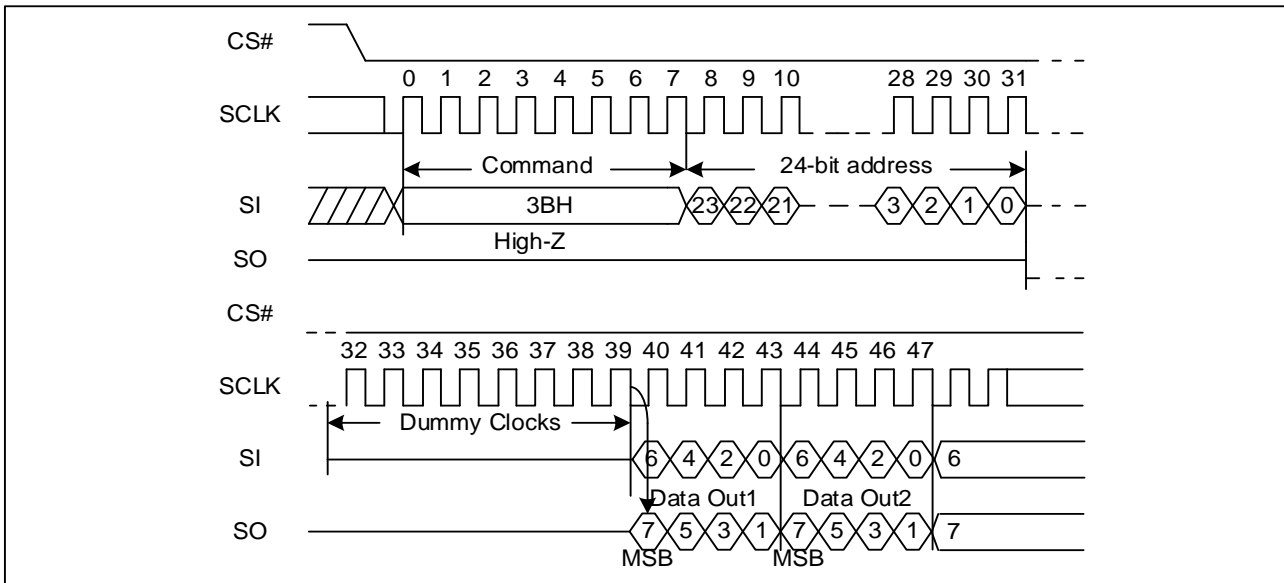 CS#
0 1 2 3 4 5 6 7 8 9 10 28 29 30 31
SCLK
Command 24-bit address
SI 3BH 23 22 21 3 2 1 0
High-Z
SO
CS#
32 33 34 35 36 37 38 39 40 41 42 43 44 45 46 47
SCLK
Dummy Clocks
SI 6 4 2 0 6 4 2 0 6
Data Out1 Data Out2
SO 7 5 3 1 7 5 3 1 7
MSB MSB